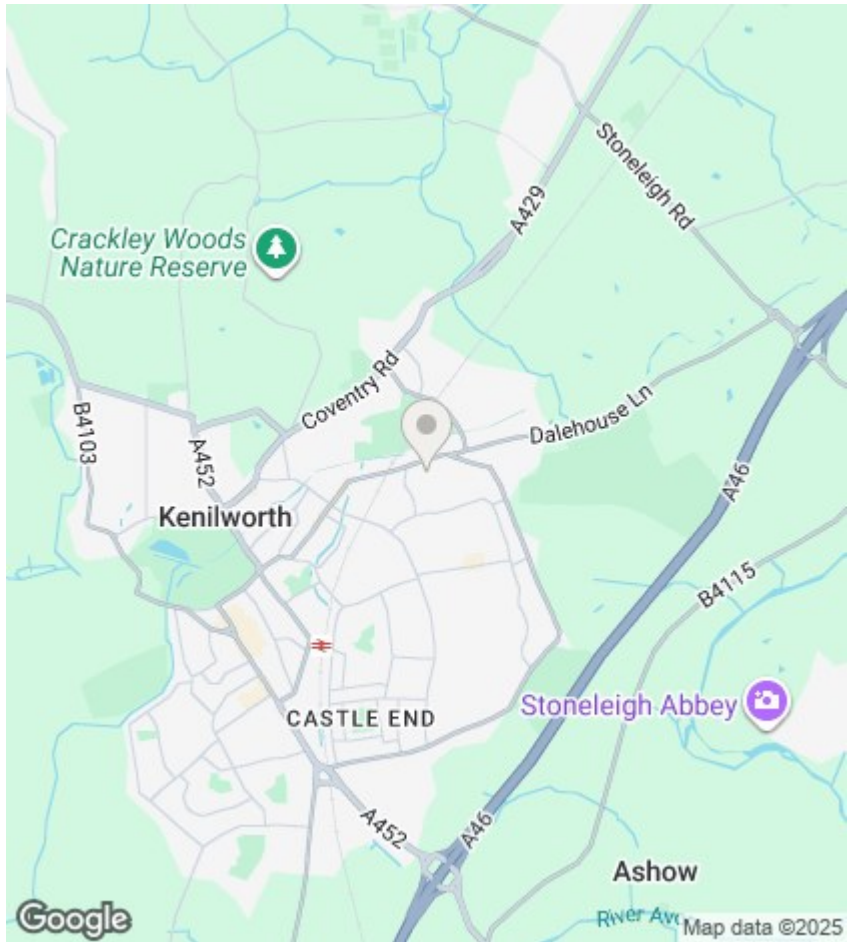 Stoneleigh Rd
A429
Crackley Woods
Nature Reserve
Coventry Rd
Dalehouse Ln
B4103
A452
A46
Kenilworth
B4115
Stoneleigh Abbey
CASTLE END
A452
A46
Ashow
River Avon
Google
Map data ©2025